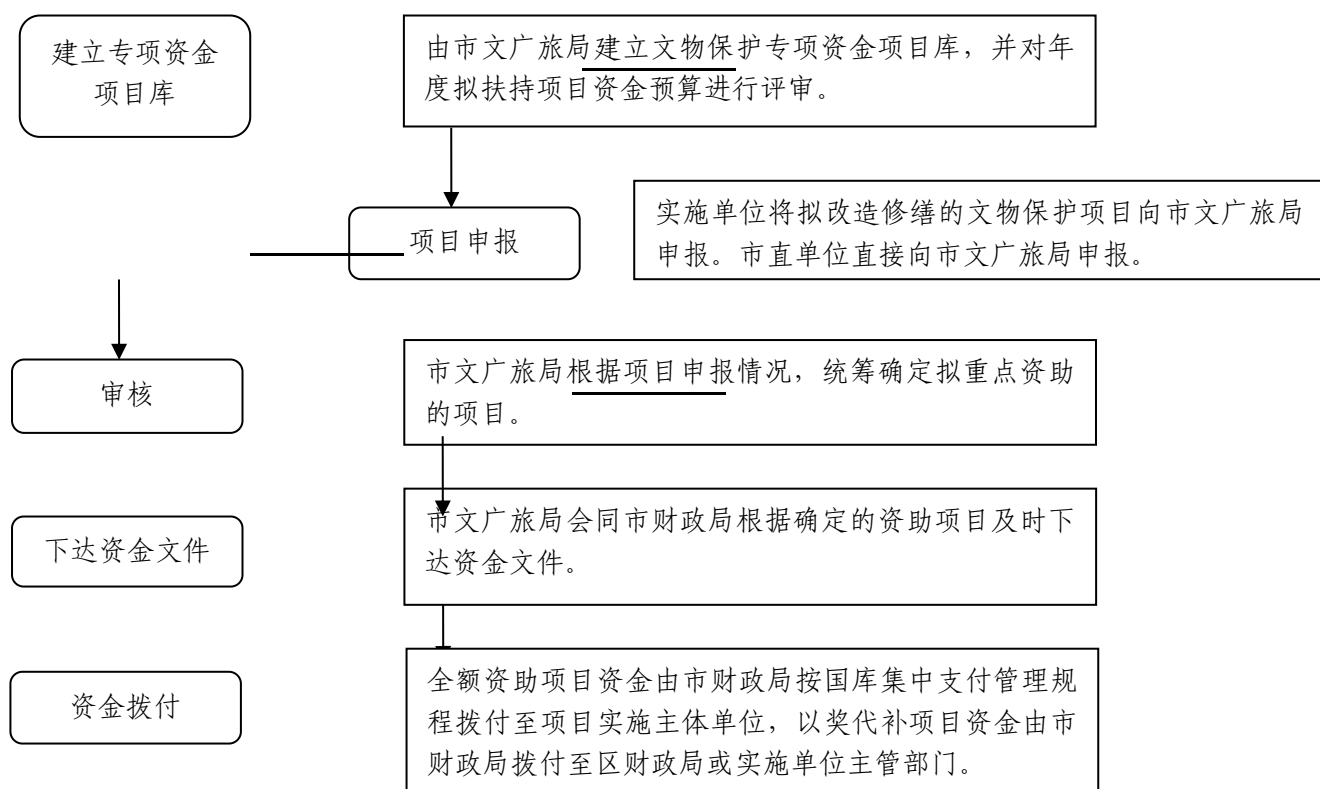 建立专项资金
项目库
由市文广旅局建立文物保护专项资金项目库，并对年
度拟扶持项目资金预算进行评审。
项目申报
实施单位将拟改造修缮的文物保护项目向市文广旅局
申报。市直单位直接向市文广旅局申报。
审核
市文广旅局根据项目申报情况，统筹确定拟重点资助
的项目。
下达资金文件
市文广旅局会同市财政局根据确定的资助项目及时下
达资金文件。
资金拨付
全额资助项目资金由市财政局按国库集中支付管理规
程拨付至项目实施主体单位，以奖代补项目资金由市
财政局拨付至区财政局或实施单位主管部门。